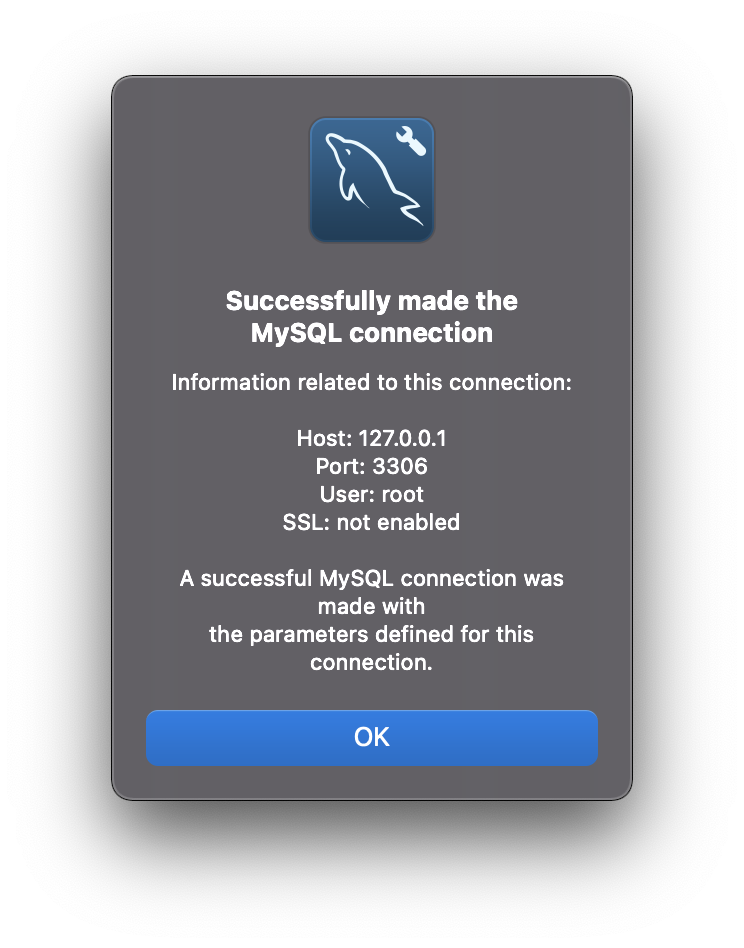 Successfully made the
MySQL connection
Information related to this connection:
Host: 127.0.0.1
Port: 3306
User: root
SSL: not enabled
A successful MySQL connection was
made with
the parameters defined for this
connection.
OK